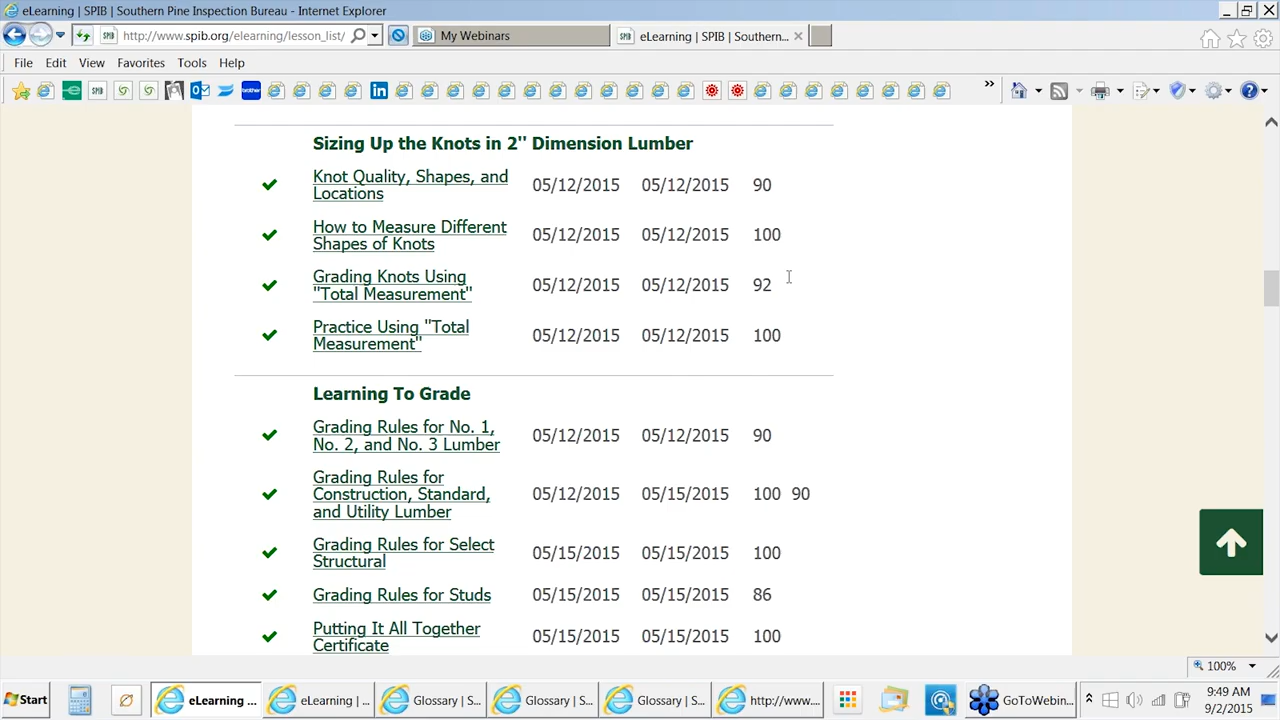 eLearning | SPIB | Southern Pine Inspection Bureau - Internet Explorer
http://www.spib.org/elearning/lesson_list/
My Webinars
eLearning | SPIB | Southern...
File Edit View Favorites Tools Help
Sizing Up the Knots in 2'' Dimension Lumber
Knot Quality, Shapes, and
Locations
05/12/2015 05/12/2015 90
How to Measure Different
Shapes of Knots
05/12/2015 05/12/2015 100
Grading Knots Using
"Total Measurement"
05/12/2015 05/12/2015 92
Practice Using "Total
Measurement"
05/12/2015 05/12/2015 100
Learning To Grade
Grading Rules for No. 1,
No. 2, and No. 3 Lumber
05/12/2015 05/12/2015 90
Grading Rules for
Construction, Standard,
and Utility Lumber
05/12/2015 05/15/2015 100 90
Grading Rules for Select
Structural
05/15/2015 05/15/2015 100
Grading Rules for Studs
05/15/2015 05/15/2015 86
Putting It All Together
Certificate
05/15/2015 05/15/2015 100
100%
Start
eLearning ...
eLearning | ...
Glossary | S...
Glossary | S...
Glossary | S...
https://www....
GoToWebin...
9:49 AM
9/2/2015